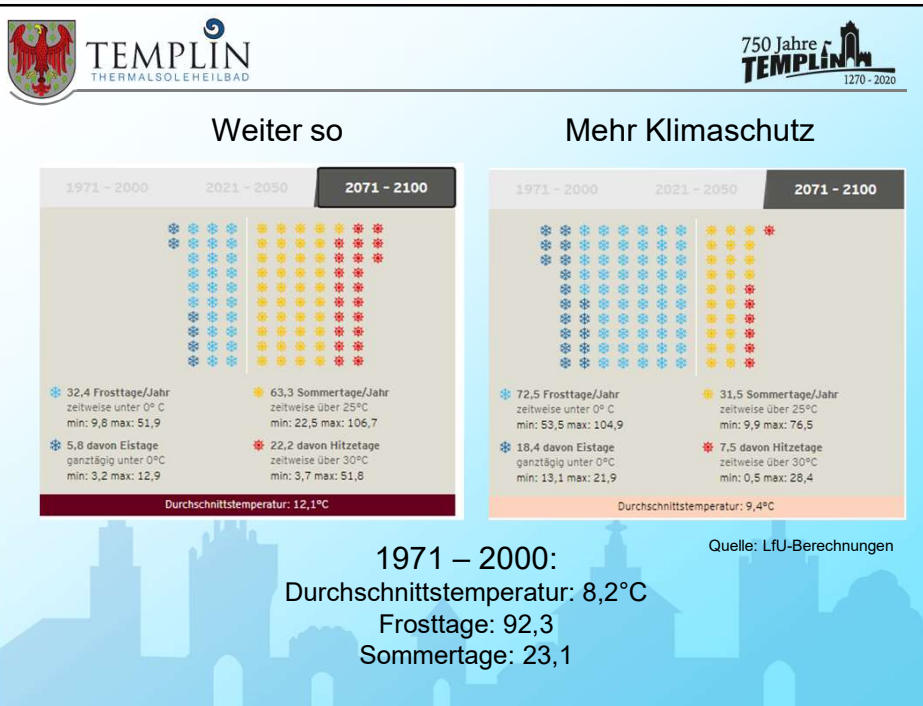 TEMPLIN
THERMALSOLEHEILBAD
750 Jahre
TEMPLIN
1270 - 2020
Weiter so
Mehr Klimaschutz
1971 - 2000
2021 - 2050
2071 - 2100
32,4 Frosttage/Jahr
zeitweise unter 0° C
min: 9,8 max: 51,9
63,3 Sommertage/Jahr
zeitweise über 25°C
min: 22,5 max: 106,7
5,8 davon Eistage
ganztägig unter 0°C
min: 3,2 max: 12,9
22,2 davon Hitzetage
zeitweise über 30°C
min: 3,7 max: 51,8
Durchschnittstemperatur: 12,1°C
1971 - 2000
2021 - 2050
2071 - 2100
72,5 Frosttage/Jahr
zeitweise unter 0° C
min: 53,5 max: 104,9
31,5 Sommertage/Jahr
zeitweise über 25°C
min: 9,9 max: 76,5
18,4 davon Eistage
ganztägig unter 0°C
min: 13,1 max: 21,9
7,5 davon Hitzetage
zeitweise über 30°C
min: 0,5 max: 28,4
Durchschnittstemperatur: 9,4°C
Quelle: LfU-Berechnungen
1971 – 2000:
Durchschnittstemperatur: 8,2°C
Frosttage: 92,3
Sommertage: 23,1